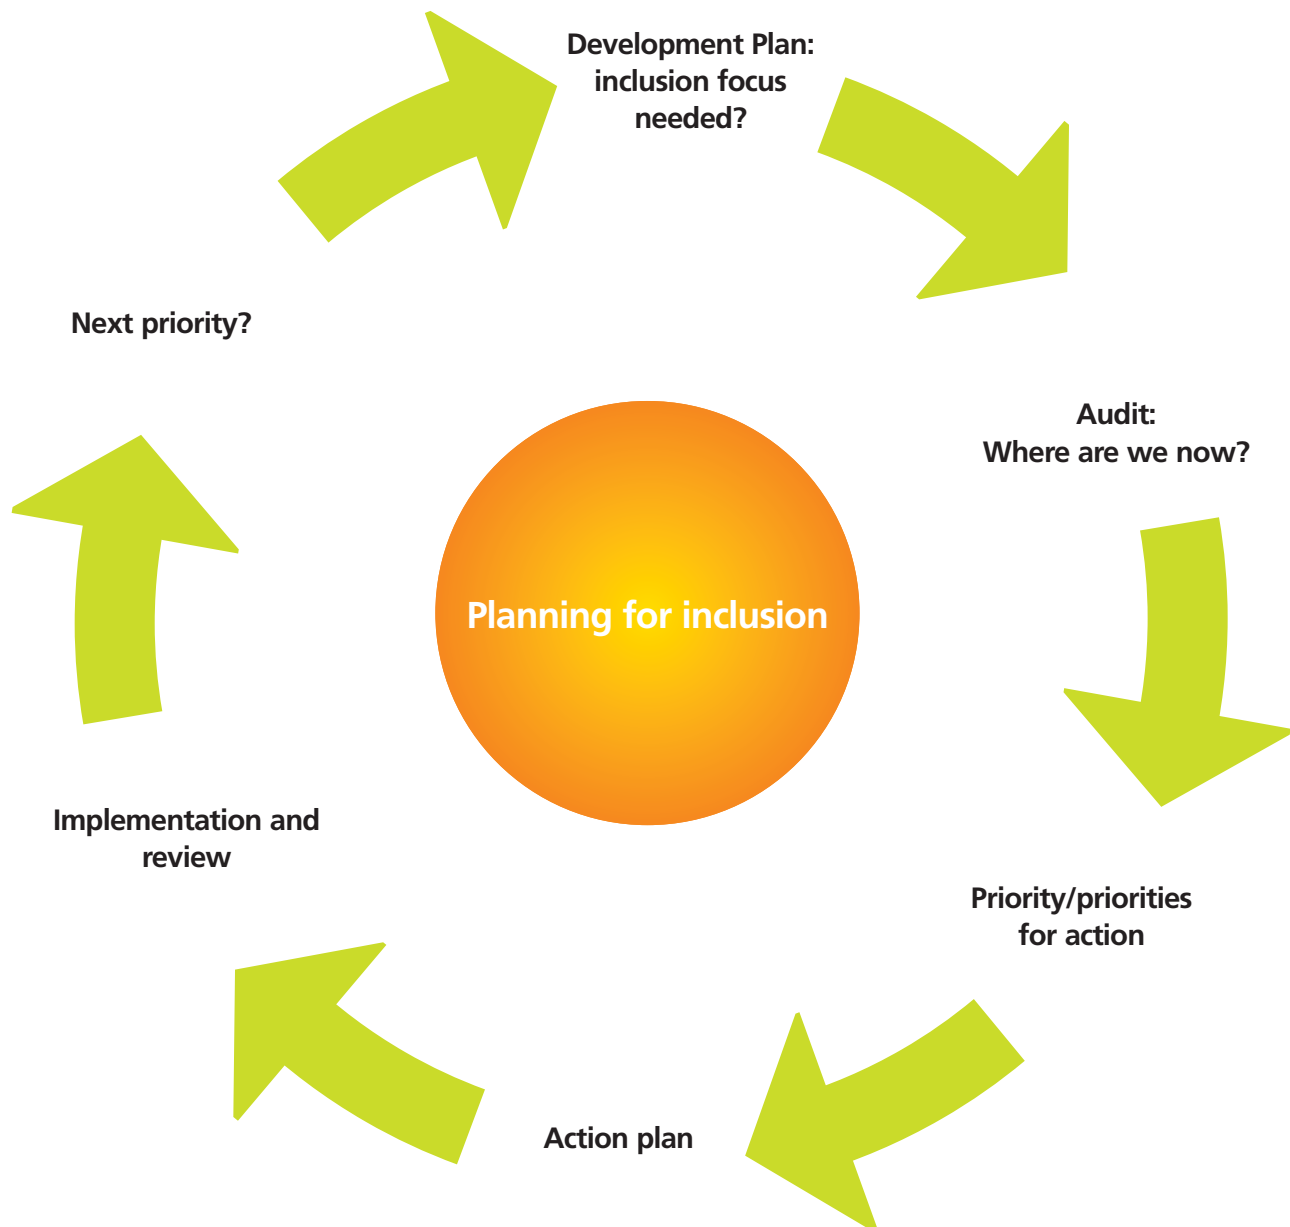 Development Plan:
inclusion focus
needed?
Next priority?
Audit:
Where are we now?
Planning for inclusion
Implementation and
review
Priority/priorities
for action
Action plan